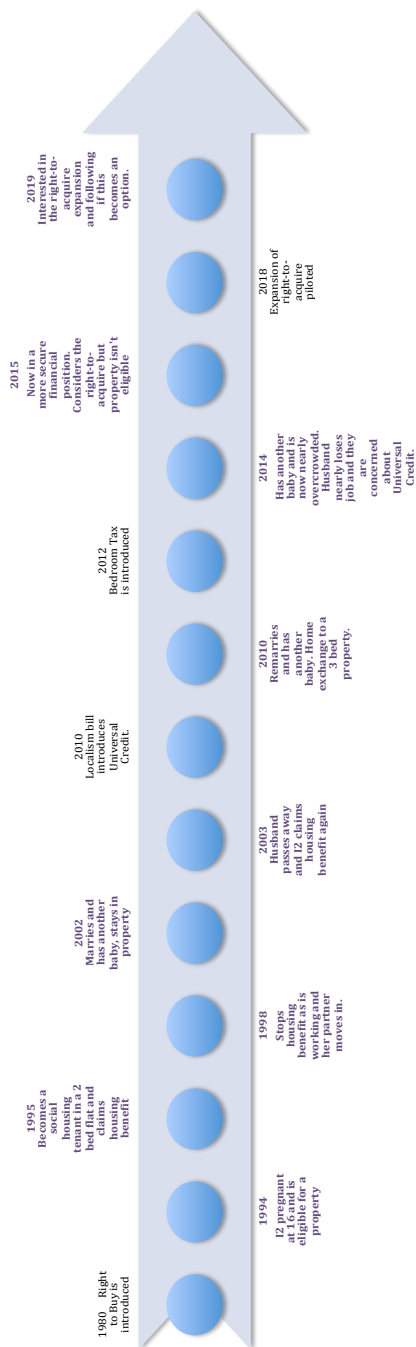 1980 Right
to Buy is
introduced
1994
I2 pregnant
at 16 and is
eligible for a
property
1995
Becomes a
social
housing
tenant in a 2
bed flat and
claims
housing
benefit
1998
Stops
housing
benefit as is
working and
her partner
moves in.
2002
Marries and
has another
baby, stays in
property
2003
Husband
passes away
and I2 claims
housing
benefit again
2010
Localism bill
introduces
Universal
Credit.
2010
Remarries
and has
another
baby. Home
exchange to a
3 bed
property.
2012
Bedroom Tax
is introduced
2014
Has another
baby and is
now nearly
overcrowded.
Husband
nearly loses
job and they
are
concerned
about
Universal
Credit.
2015
Now in a
more secure
financial
position.
Considers the
right-to-
acquire but
property isn't
eligible
2018
Expansion of
right-to-
acquire
piloted
2019
Interested in
the right-to-
acquire
expansion
and following
if this
becomes an
option.